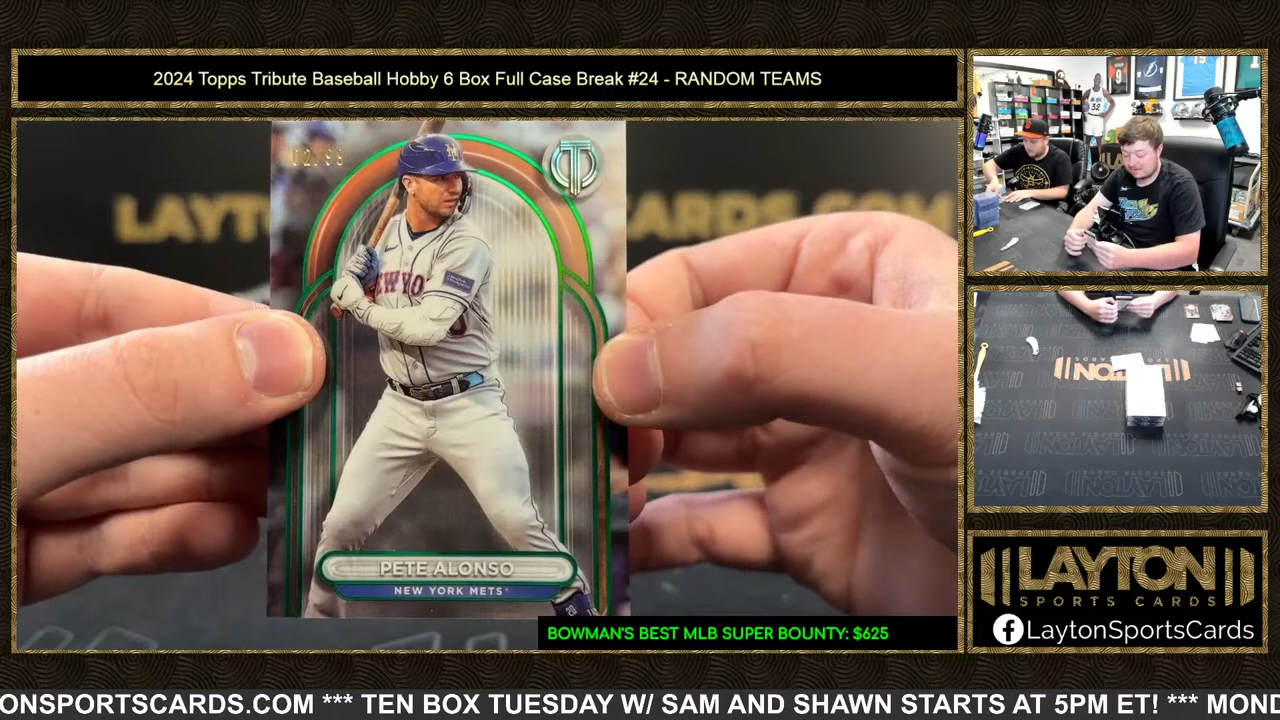 2024 Topps Tribute Baseball Hobby 6 Box Full Case Break #24 - RANDOM TEAMS
02/99
NEW YO
PETE ALONSO
NEW YORK METS
BOWMAN'S BEST MLB SUPER BOUNTY: $625
LAYTON
SPORTS CARDS
LaytonSportsCards
ONSPORTSCARDS.COM *** TEN BOX TUESDAY W/ SAM AND SHAWN STARTS AT 5PM ET! *** MOND